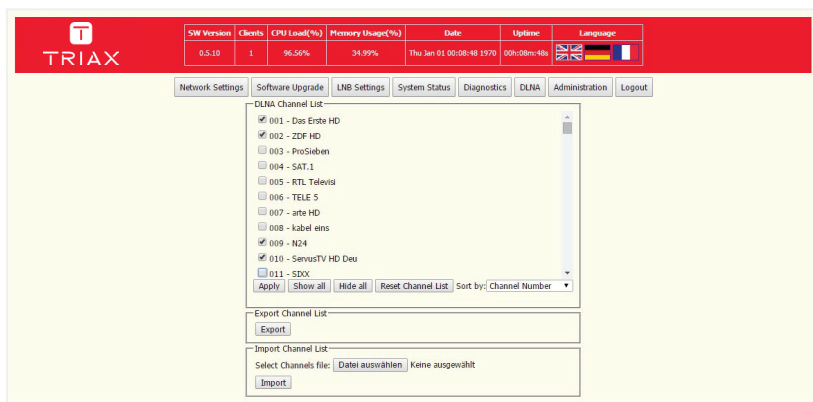 TRIAX
SW Version Clients CPU Load(%) Memory Usage(%) Date Uptime Language
0.5.10 1 96.56% 34.99% Thu Jan 01 00:08:48 1970 00h:08m:48s
Network Settings Software Upgrade LNB Settings System Status Diagnostics DLNA Administration Logout
DLNA Channel List
001 - Das Erste HD
002 - ZDF HD
003 - ProSieben
004 - SAT.1
005 - RTL Televisi
006 - TELE 5
007 - arte HD
008 - kabel eins
009 - N24
010 - ServusTV HD Deu
011 - SIXX
Apply Show all Hide all Reset Channel List Sort by: Channel Number
Export Channel List
Export
Import Channel List
Select Channels file: Datei auswählen Keine ausgewählt
Import